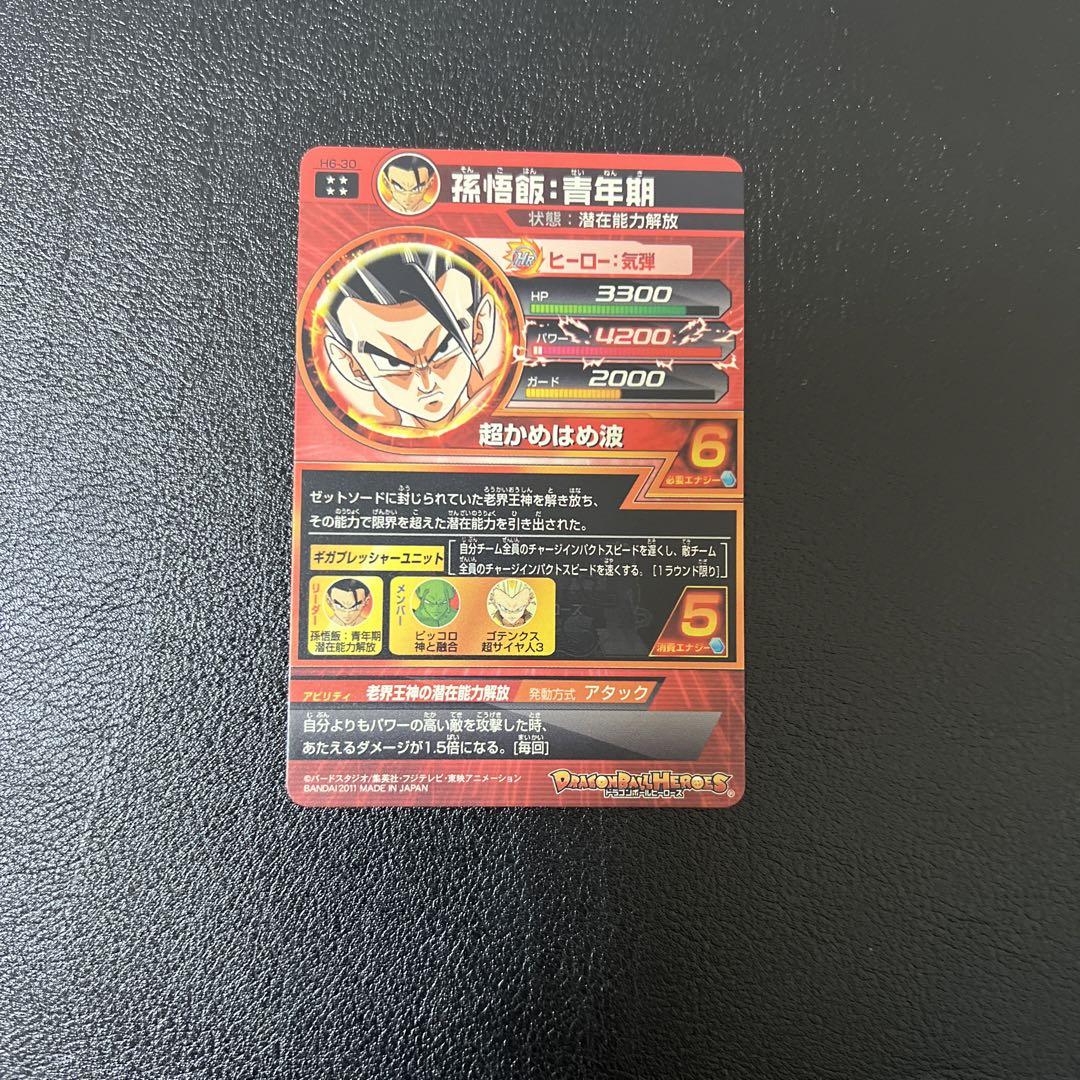 H6-30
孫悟飯:青年期
状態:潜在能力解放
HR ヒーロー:気弾
HP 3300
パワー 4200
ガード 2000
超かめはめ波
6
必要エナジー
ゼットソードに封じられていた老界王神を解き放ち、
その能力で限界を超えた潜在能力を引き出された。
ギガプレッシャーユニット
自分チーム全員のチャージインパクトスピードを遅くし、敵チーム
全員のチャージインパクトスピードを速くする。[1ラウンド限り]
リーダー
孫悟飯:青年期
潜在能力解放
メンバー
ピッコロ
神と融合
ゴテンクス
超サイヤ人3
5
消費エナジー
アビリティ 老界王神の潜在能力解放 発動方式 アタック
自分よりもパワーの高い敵を攻撃した時、
あたえるダメージが1.5倍になる。[毎回]
©バードスタジオ/集英社・フジテレビ・東映アニメーション
BANDAI 2011 MADE IN JAPAN
DRAGONBALL HEROES
ドラゴンボールヒーローズ